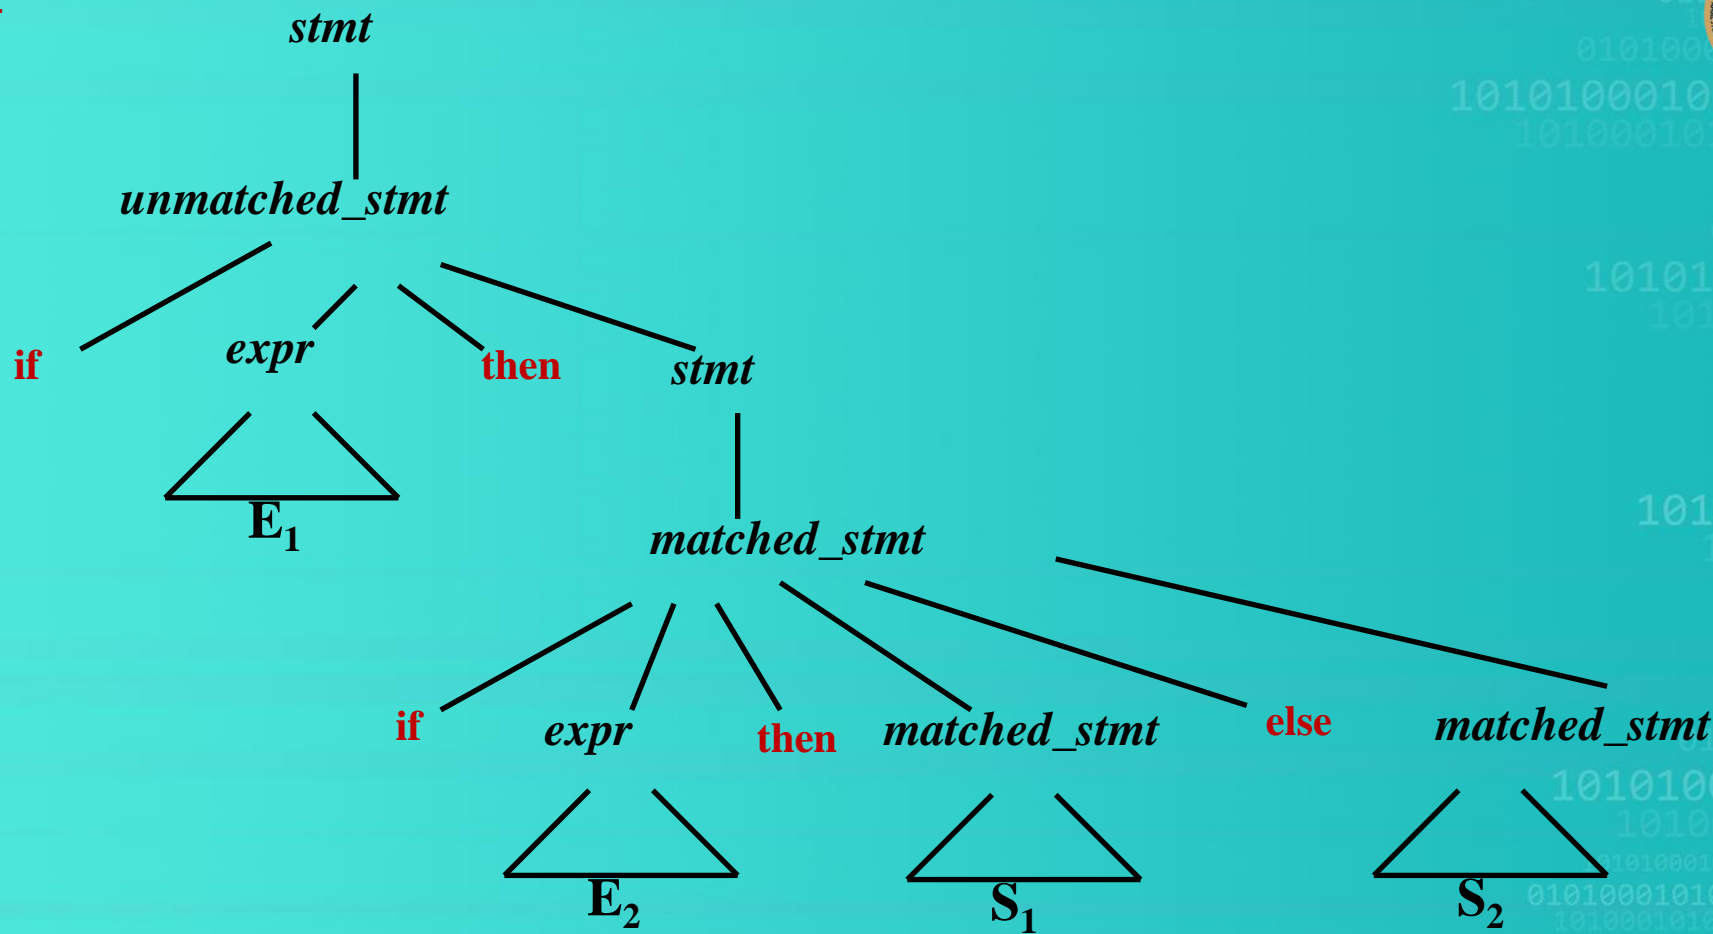 stmt
unmatched_stmt
if expr then stmt
E₁
matched_stmt
if expr then matched_stmt else matched_stmt
E₂ S₁ S₂